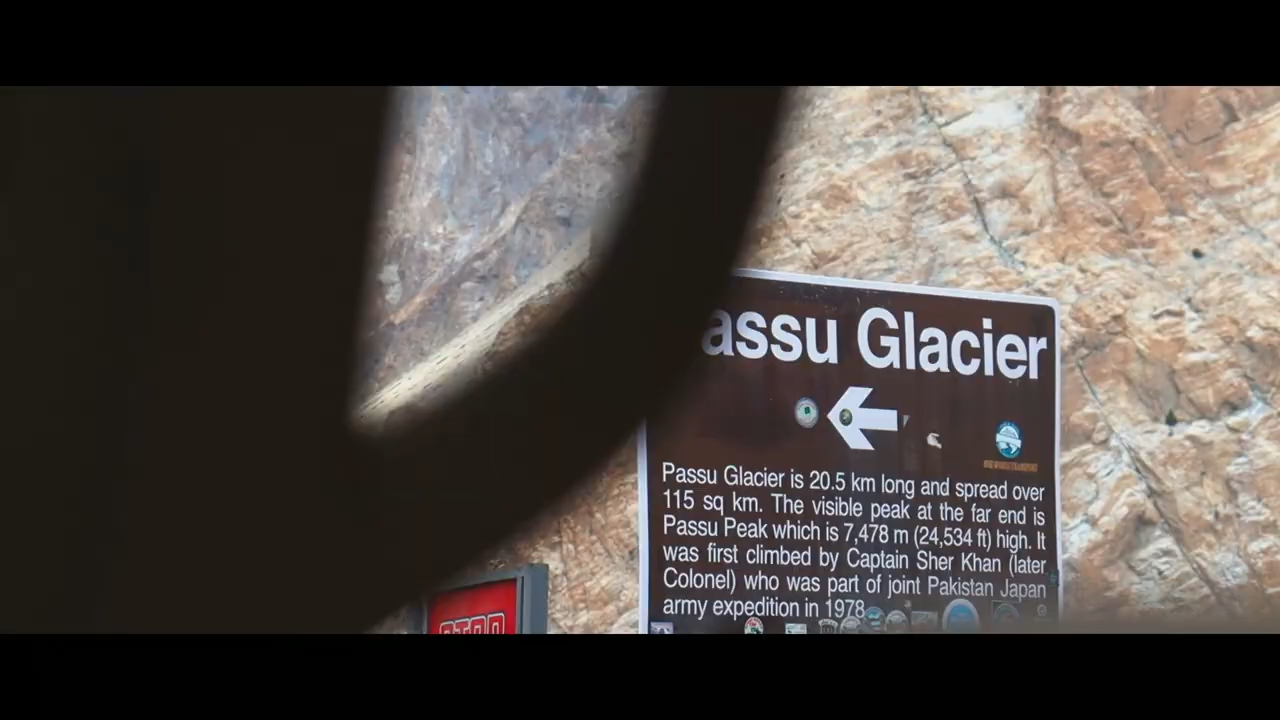 assu Glacier
Passu Glacier is 20.5 km long and spread over
115 sq km. The visible peak at the far end is
Passu Peak which is 7,478 m (24,534 ft) high. It
was first climbed by Captain Sher Khan (later
Colonel) who was part of joint Pakistan Japan
army expedition in 1978